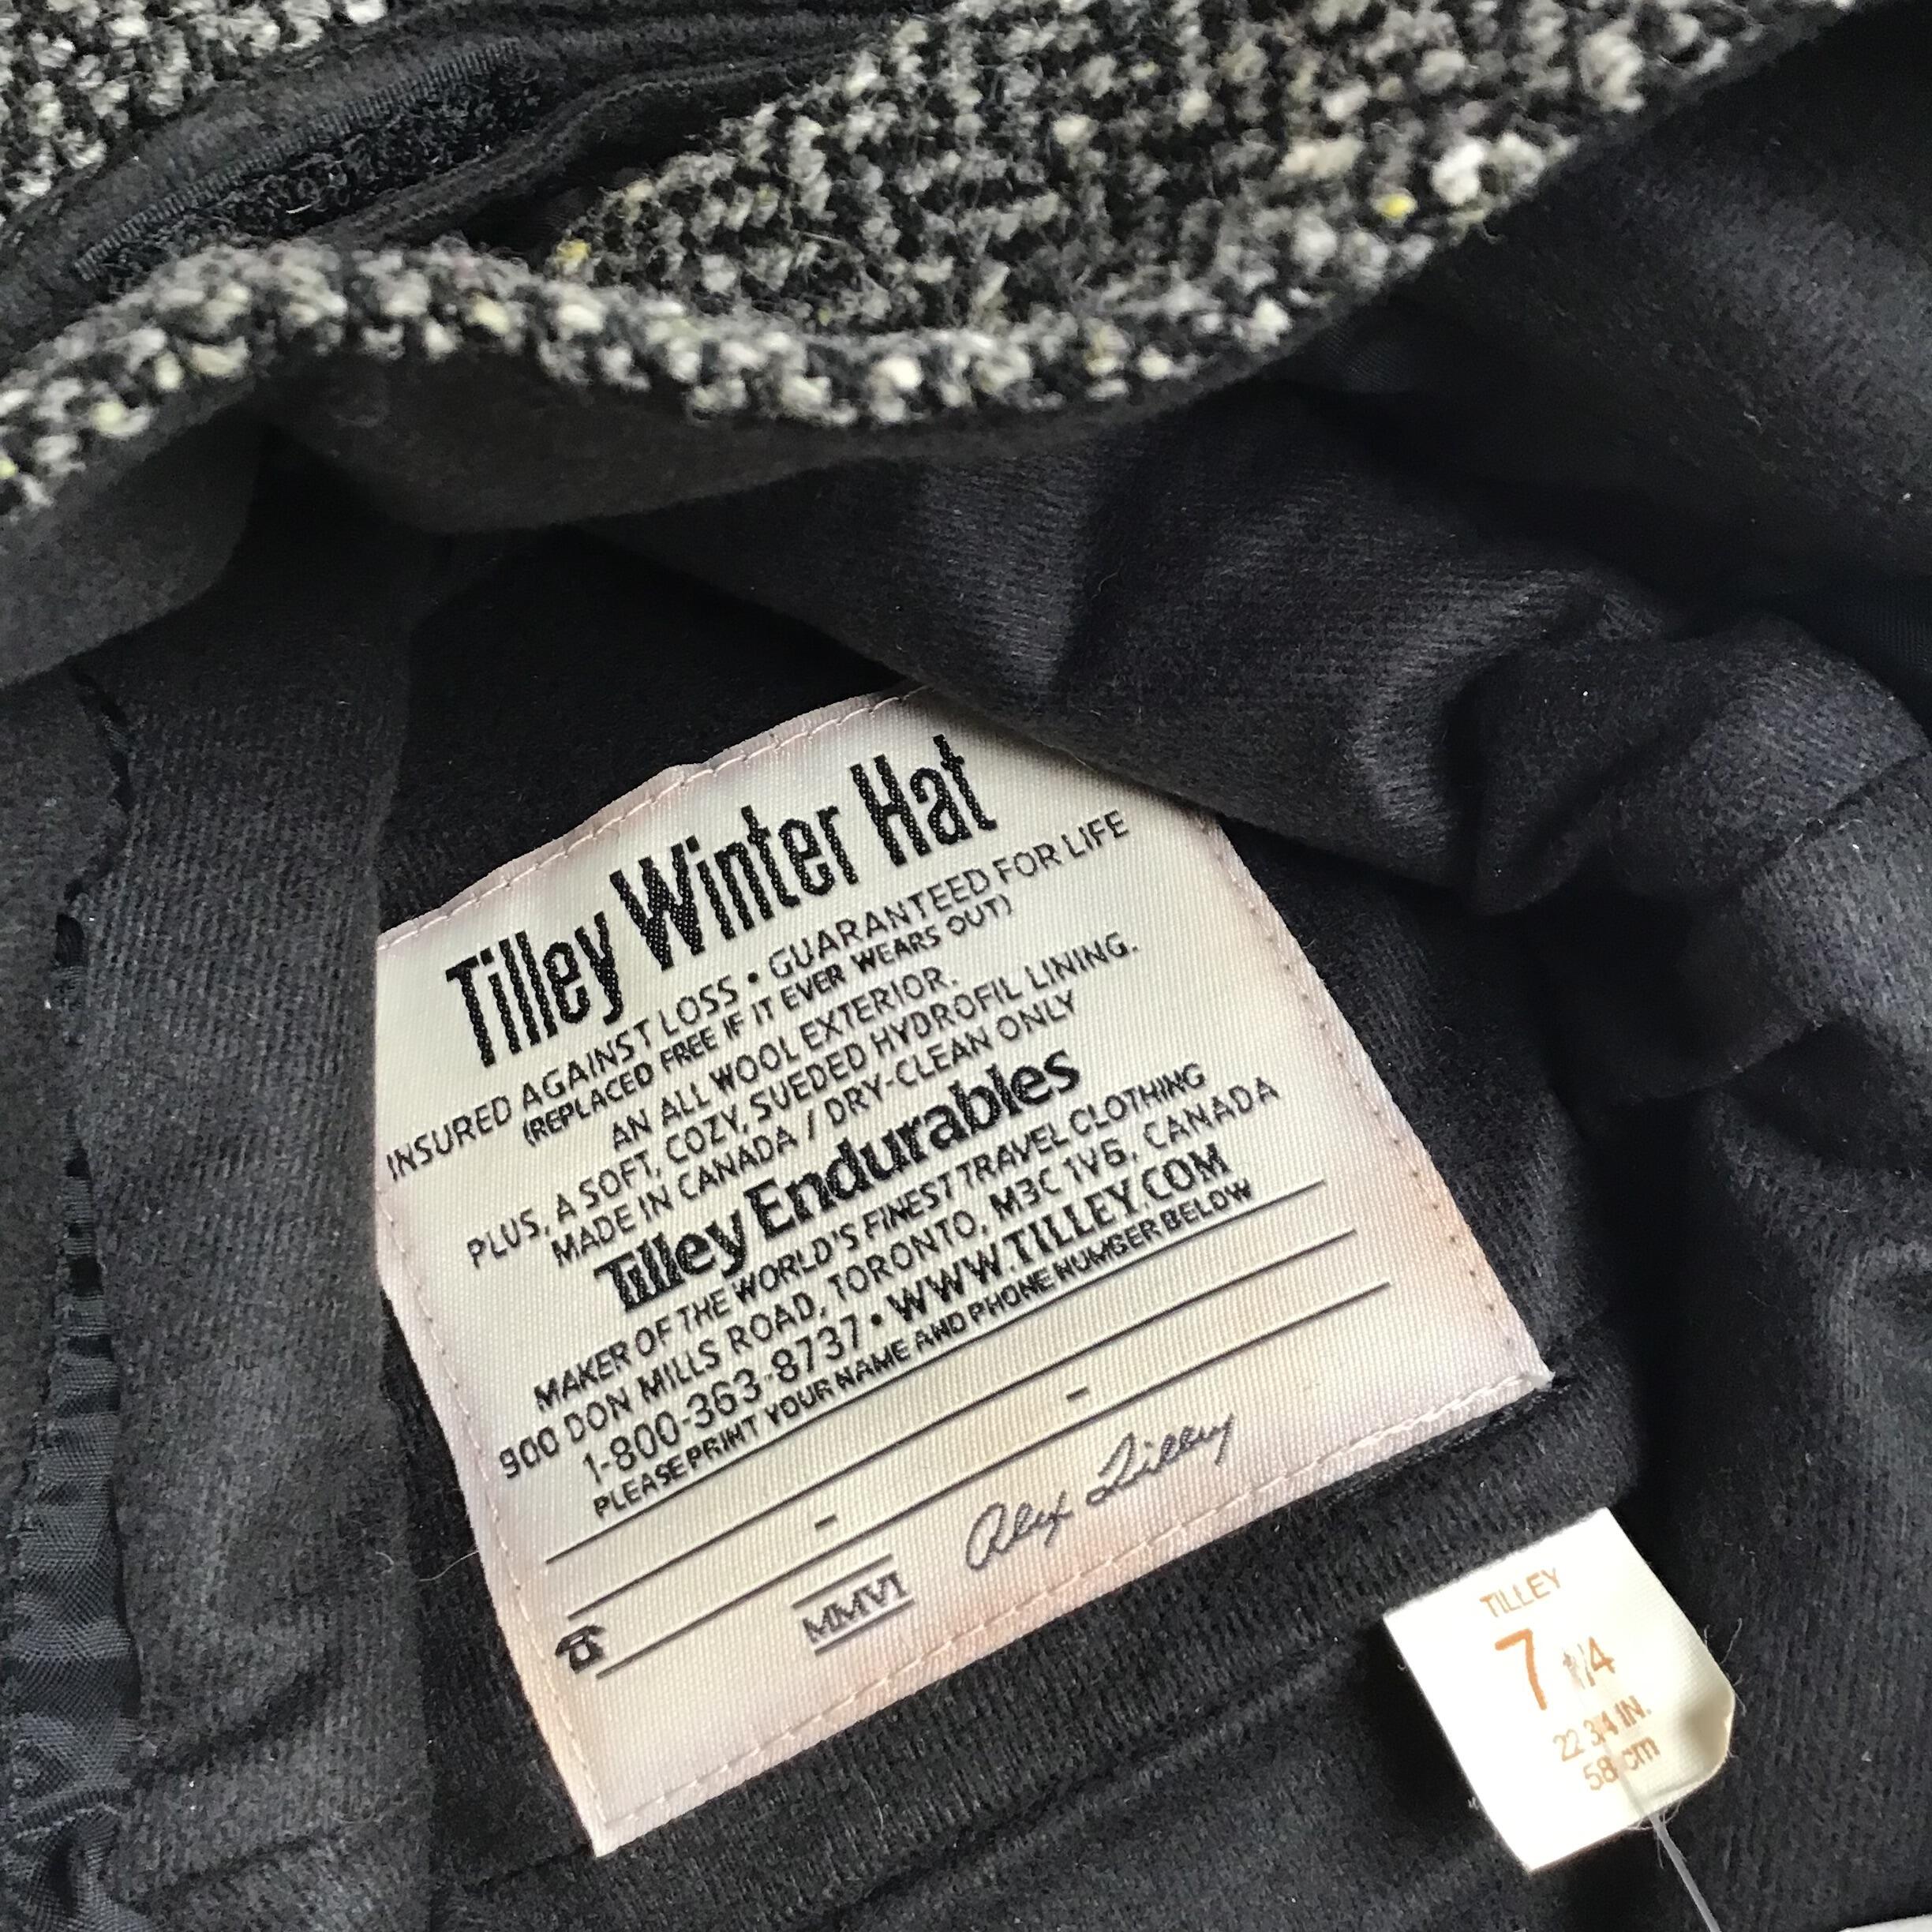 Tilley Winter Hat
INSURED AGAINST LOSS • GUARANTEED FOR LIFE
(REPLACED FREE IF IT EVER WEARS OUT)
AN ALL WOOL EXTERIOR.
PLUS, A SOFT, COZY, SUEDED HYDROFIL LINING.
MADE IN CANADA / DRY-CLEAN ONLY
Tilley Endurables
MAKER OF THE WORLD'S FINEST TRAVEL CLOTHING
900 DON MILLS ROAD, TORONTO, M3C 1V6, CANADA
1-800-363-8737 • WWW.TILLEY.COM
PLEASE PRINT YOUR NAME AND PHONE NUMBER BELOW
- -
MMVI
Alex Tilley
TILLEY
7 1/4
22 3/4 IN.
58 cm